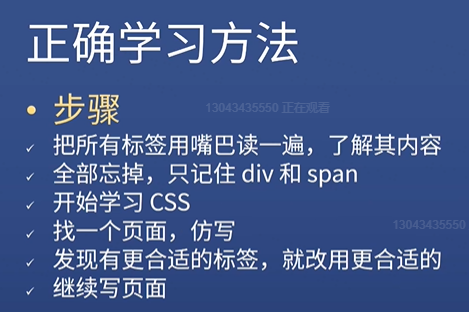 正确学习方法
• 步骤
13043435550 正在观看
✓ 把所有标签用嘴巴读一遍，了解其内容
✓ 全部忘掉，只记住 div 和 span
✓ 开始学习 CSS
13043435550
✓ 找一个页面，仿写
✓ 发现有更合适的标签，就改用更合适的
✓ 继续写页面